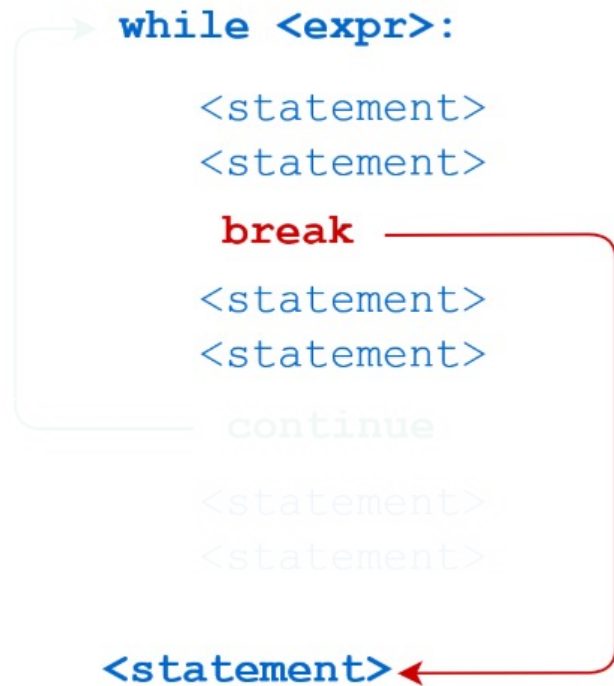 while <expr>:
<statement>
<statement>
break
<statement>
<statement>
continue
<statement>
<statement>
<statement>